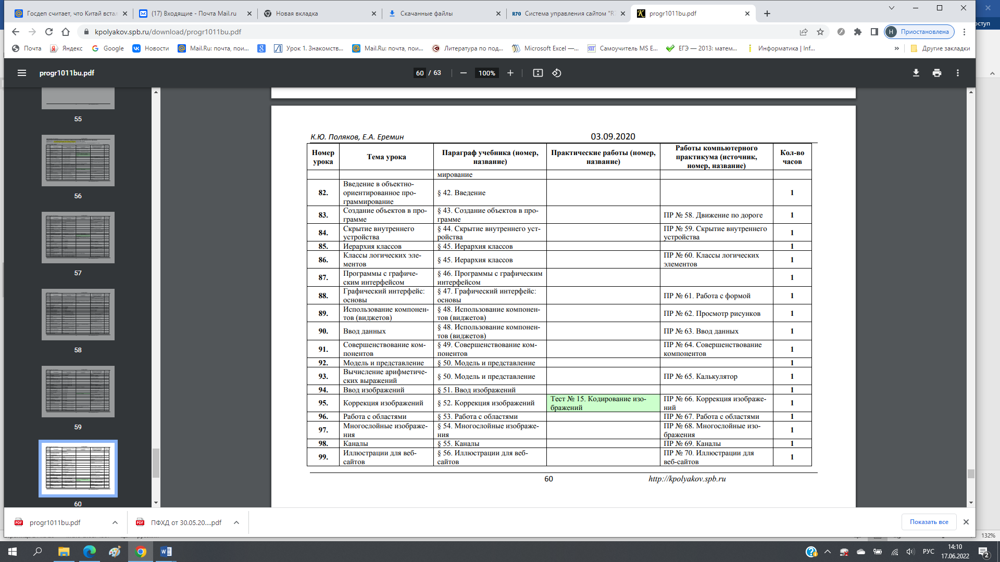 Госдеп считает, что Китай встал
(17) Входящие - Почта Mail.ru
Новая вкладка
Скачанные файлы
R70 Система управления сайтом "R7
progr1011bu.pdf
оступ
kpolyakov.spb.ru/download/progr1011bu.pdf
Н Приостановлена
Почта
Яндекс
Google
Новости
Mail.Ru: почта, пои...
Урок 1. Знакомств...
Mail.Ru: почта, пои...
Литература по под...
Microsoft Excel —...
Самоучитель MS E...
ЕГЭ — 2013: матем...
Информатика | Inf...
» Другие закладки
progr1011bu.pdf
60 / 63
100%
55
56
57
58
59
60
К.Ю. Поляков, Е.А. Еремин 03.09.2020
Номер урока | Тема урока | Параграф учебника (номер, название) | Практические работы (номер, название) | Работы компьютерного практикума (источник, номер, название) | Кол-во часов
мирование
82. | Введение в объектно-ориентированное про-граммирование | § 42. Введение | 1
83. | Создание объектов в про-грамме | § 43. Создание объектов в про-грамме | ПР № 58. Движение по дороге | 1
84. | Скрытие внутреннего устройства | § 44. Скрытие внутреннего уст-ройства | ПР № 59. Скрытие внутреннего устройства | 1
85. | Иерархия классов | § 45. Иерархия классов | 1
86. | Классы логических эле-ментов | § 45. Иерархия классов | ПР № 60. Классы логических элементов | 1
87. | Программы с графиче-ским интерфейсом | § 46. Программы с графическим интерфейсом | 1
88. | Графический интерфейс: основы | § 47. Графический интерфейс: основы | ПР № 61. Работа с формой | 1
89. | Использование компонен-тов (виджетов) | § 48. Использование компонен-тов (виджетов) | ПР № 62. Просмотр рисунков | 1
90. | Ввод данных | § 48. Использование компонен-тов (виджетов) | ПР № 63. Ввод данных | 1
91. | Совершенствование ком-понентов | § 49. Совершенствование ком-понентов | ПР № 64. Совершенствование компонентов | 1
92. | Модель и представление | § 50. Модель и представление | 1
93. | Вычисление арифметиче-ских выражений | § 50. Модель и представление | ПР № 65. Калькулятор | 1
94. | Ввод изображений | § 51. Ввод изображений | 1
95. | Коррекция изображений | § 52. Коррекция изображений | Тест № 15. Кодирование изо-бражений | ПР № 66. Коррекция изображе-ний | 1
96. | Работа с областями | § 53. Работа с областями | ПР № 67. Работа с областями | 1
97. | Многослойные изображе-ния | § 54. Многослойные изображе-ния | ПР № 68. Многослойные изо-бражения | 1
98. | Каналы | § 55. Каналы | ПР № 69. Каналы | 1
99. | Иллюстрации для веб-сайтов | § 56. Иллюстрации для веб-сайтов | ПР № 70. Иллюстрации для веб-сайтов | 1
60 http://kpolyakov.spb.ru
progr1011bu.pdf
ПФХД от 30.05.20....pdf
Показать все
132%
РУС
14:10
17.06.2022
2